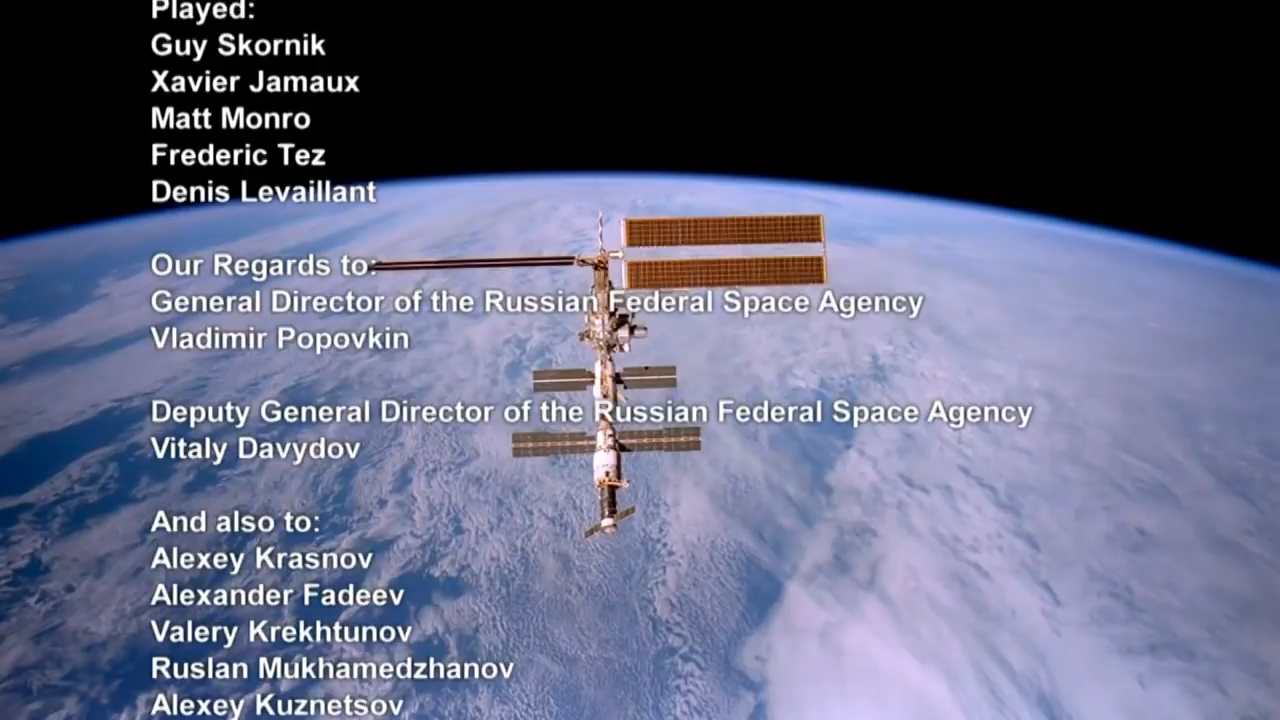 Played:
Guy Skornik
Xavier Jamaux
Matt Monro
Frederic Tez
Denis Levaillant
Our Regards to:
General Director of the Russian Federal Space Agency
Vladimir Popovkin
Deputy General Director of the Russian Federal Space Agency
Vitaly Davydov
And also to:
Alexey Krasnov
Alexander Fadeev
Valery Krekhtunov
Ruslan Mukhamedzhanov
Alexey Kuznetsov